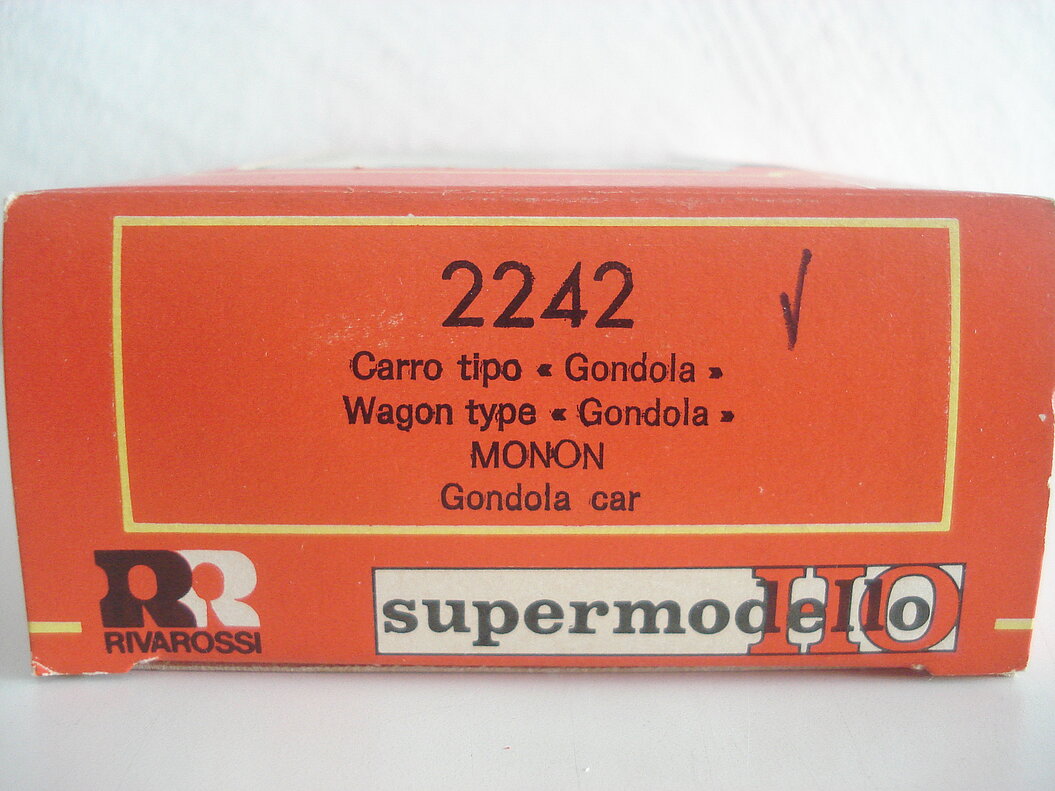 2242
Carro tipo « Gondola »
Wagon type « Gondola »
MONON
Gondola car
RR
RIVAROSSI
supermodello HO